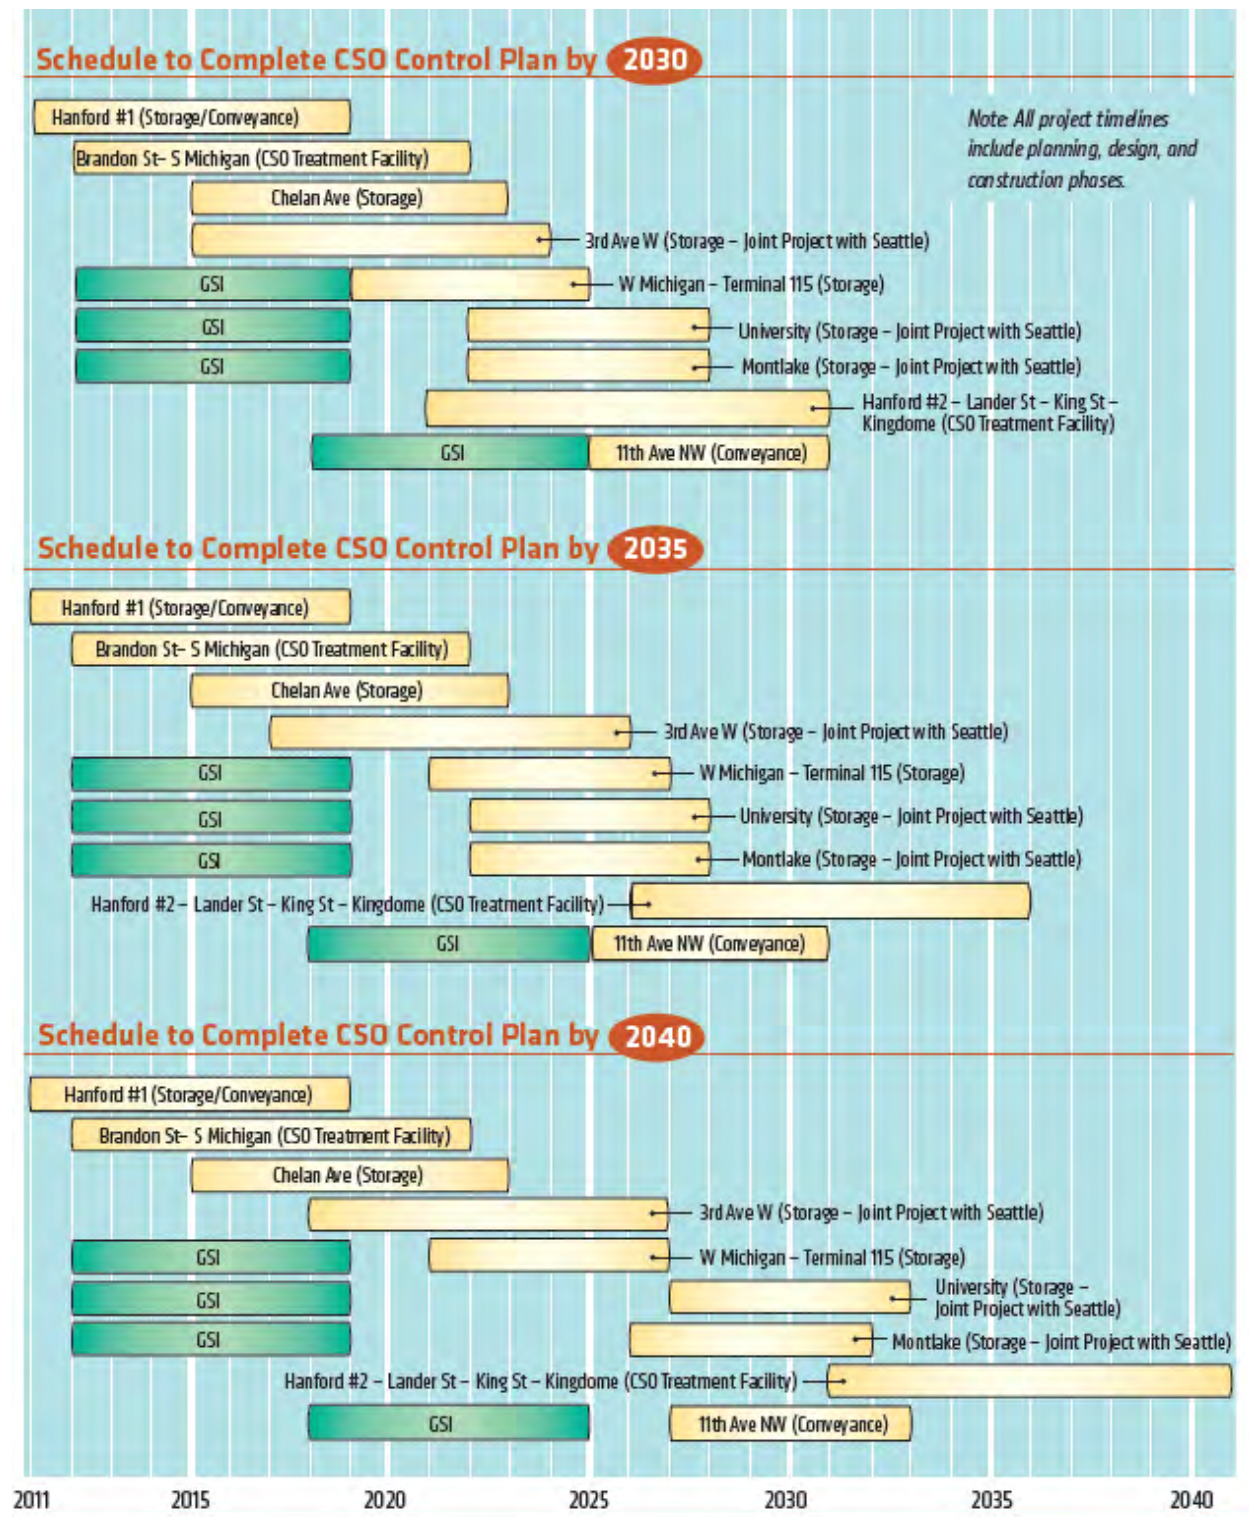 Schedule to Complete CSO Control Plan by 2030
Hanford #1 (Storage/Conveyance)
Note: All project timelines
include planning, design, and
construction phases.
Brandon St– S Michigan (CSO Treatment Facility)
Chelan Ave (Storage)
3rd Ave W (Storage – Joint Project with Seattle)
GSI
W Michigan – Terminal 115 (Storage)
GSI
University (Storage – Joint Project with Seattle)
GSI
Montlake (Storage – Joint Project with Seattle)
Hanford #2 – Lander St – King St –
Kingdome (CSO Treatment Facility)
GSI
11th Ave NW (Conveyance)
Schedule to Complete CSO Control Plan by 2035
Hanford #1 (Storage/Conveyance)
Brandon St– S Michigan (CSO Treatment Facility)
Chelan Ave (Storage)
3rd Ave W (Storage – Joint Project with Seattle)
GSI
W Michigan – Terminal 115 (Storage)
GSI
University (Storage – Joint Project with Seattle)
GSI
Montlake (Storage – Joint Project with Seattle)
Hanford #2 – Lander St – King St – Kingdome (CSO Treatment Facility)
GSI
11th Ave NW (Conveyance)
Schedule to Complete CSO Control Plan by 2040
Hanford #1 (Storage/Conveyance)
Brandon St– S Michigan (CSO Treatment Facility)
Chelan Ave (Storage)
3rd Ave W (Storage – Joint Project with Seattle)
GSI
W Michigan – Terminal 115 (Storage)
GSI
University (Storage –
Joint Project with Seattle)
GSI
Montlake (Storage – Joint Project with Seattle)
Hanford #2 – Lander St – King St – Kingdome (CSO Treatment Facility)
GSI
11th Ave NW (Conveyance)
2011 2015 2020 2025 2030 2035 2040